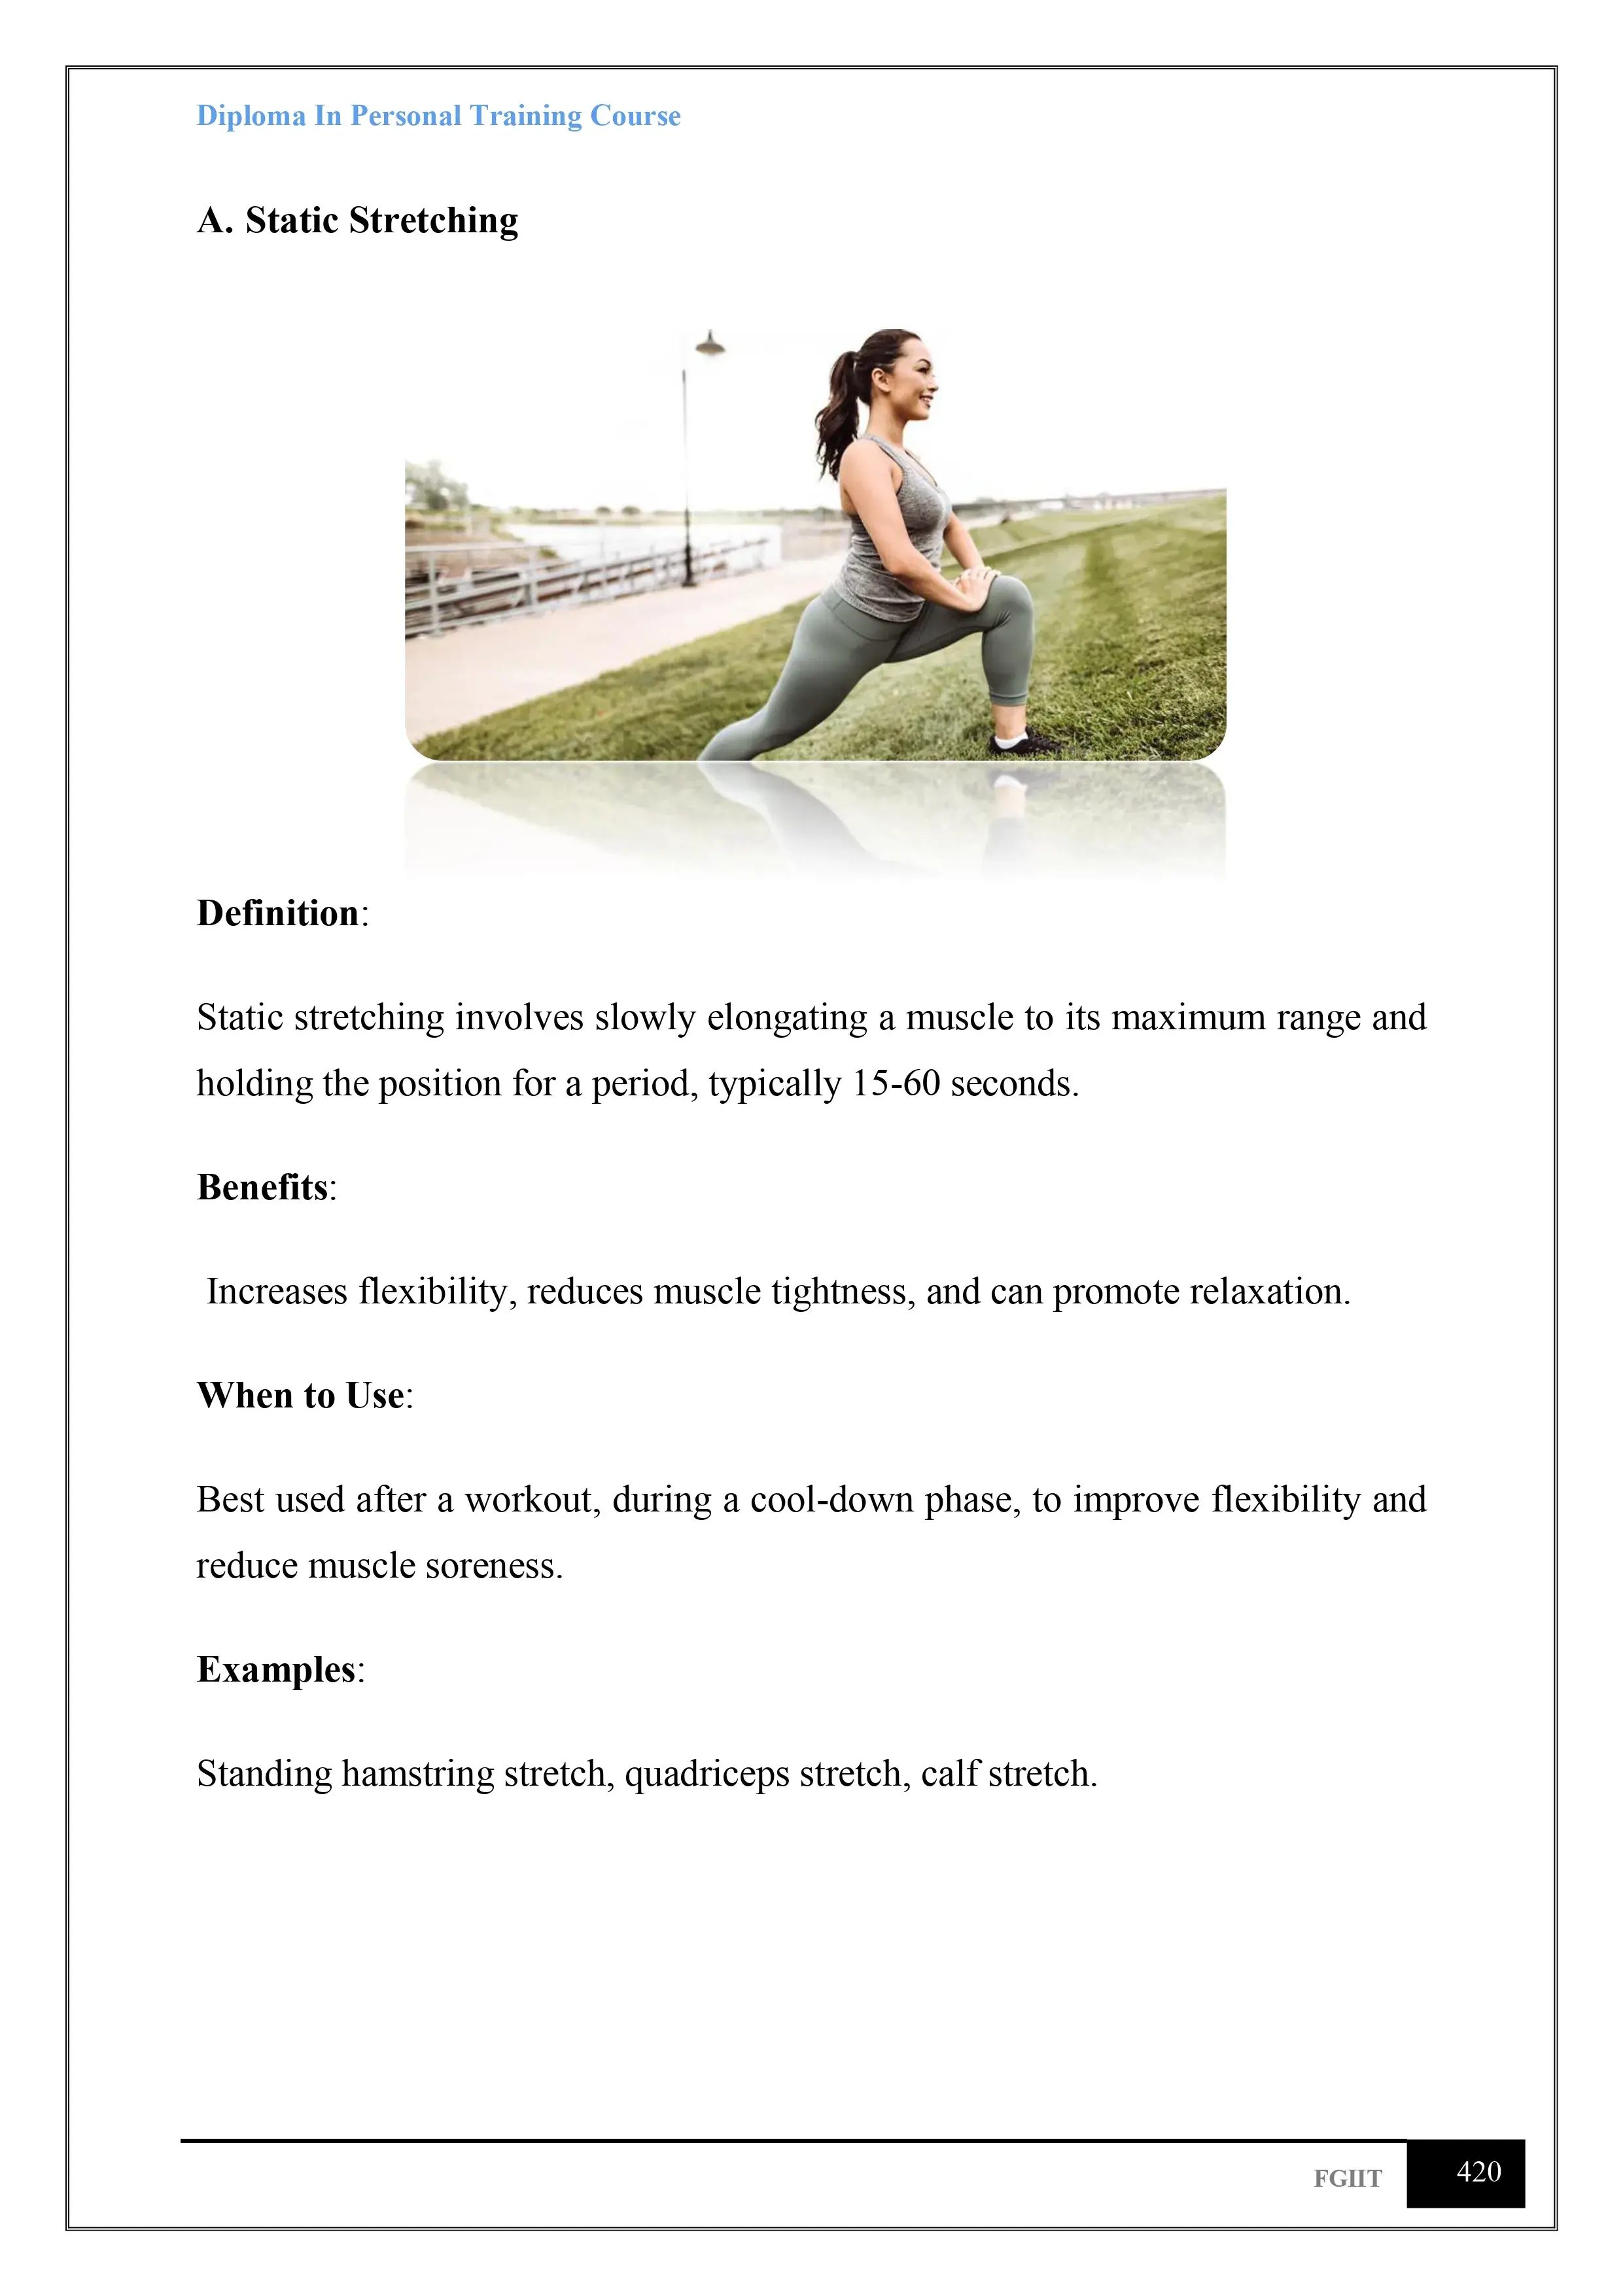 Diploma In Personal Training Course
A. Static Stretching
Definition:
Static stretching involves slowly elongating a muscle to its maximum range and
holding the position for a period, typically 15-60 seconds.
Benefits:
Increases flexibility, reduces muscle tightness, and can promote relaxation.
When to Use:
Best used after a workout, during a cool-down phase, to improve flexibility and
reduce muscle soreness.
Examples:
Standing hamstring stretch, quadriceps stretch, calf stretch.
FGIIT
420